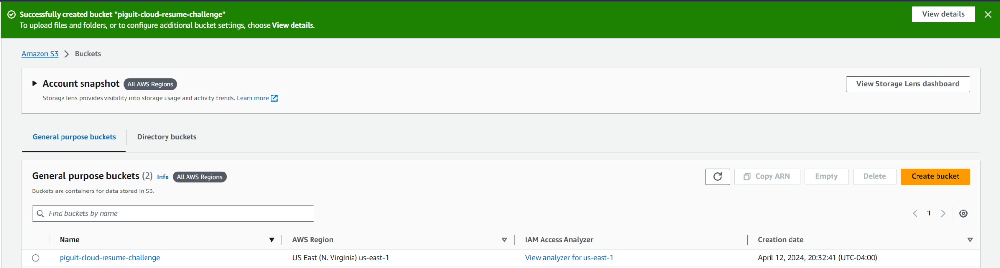 Successfully created bucket "piguit-cloud-resume-challenge"
View details
To upload files and folders, or to configure additional bucket settings, choose View details.
Amazon S3 > Buckets
Account snapshot All AWS Regions
View Storage Lens dashboard
Storage lens provides visibility into storage usage and activity trends. Learn more
General purpose buckets Directory buckets
General purpose buckets (2) Info All AWS Regions
Copy ARN Empty Delete Create bucket
Buckets are containers for data stored in S3.
Find buckets by name
1
Name AWS Region IAM Access Analyzer Creation date
piguit-cloud-resume-challenge US East (N. Virginia) us-east-1 View analyzer for us-east-1 April 12, 2024, 20:32:41 (UTC-04:00)